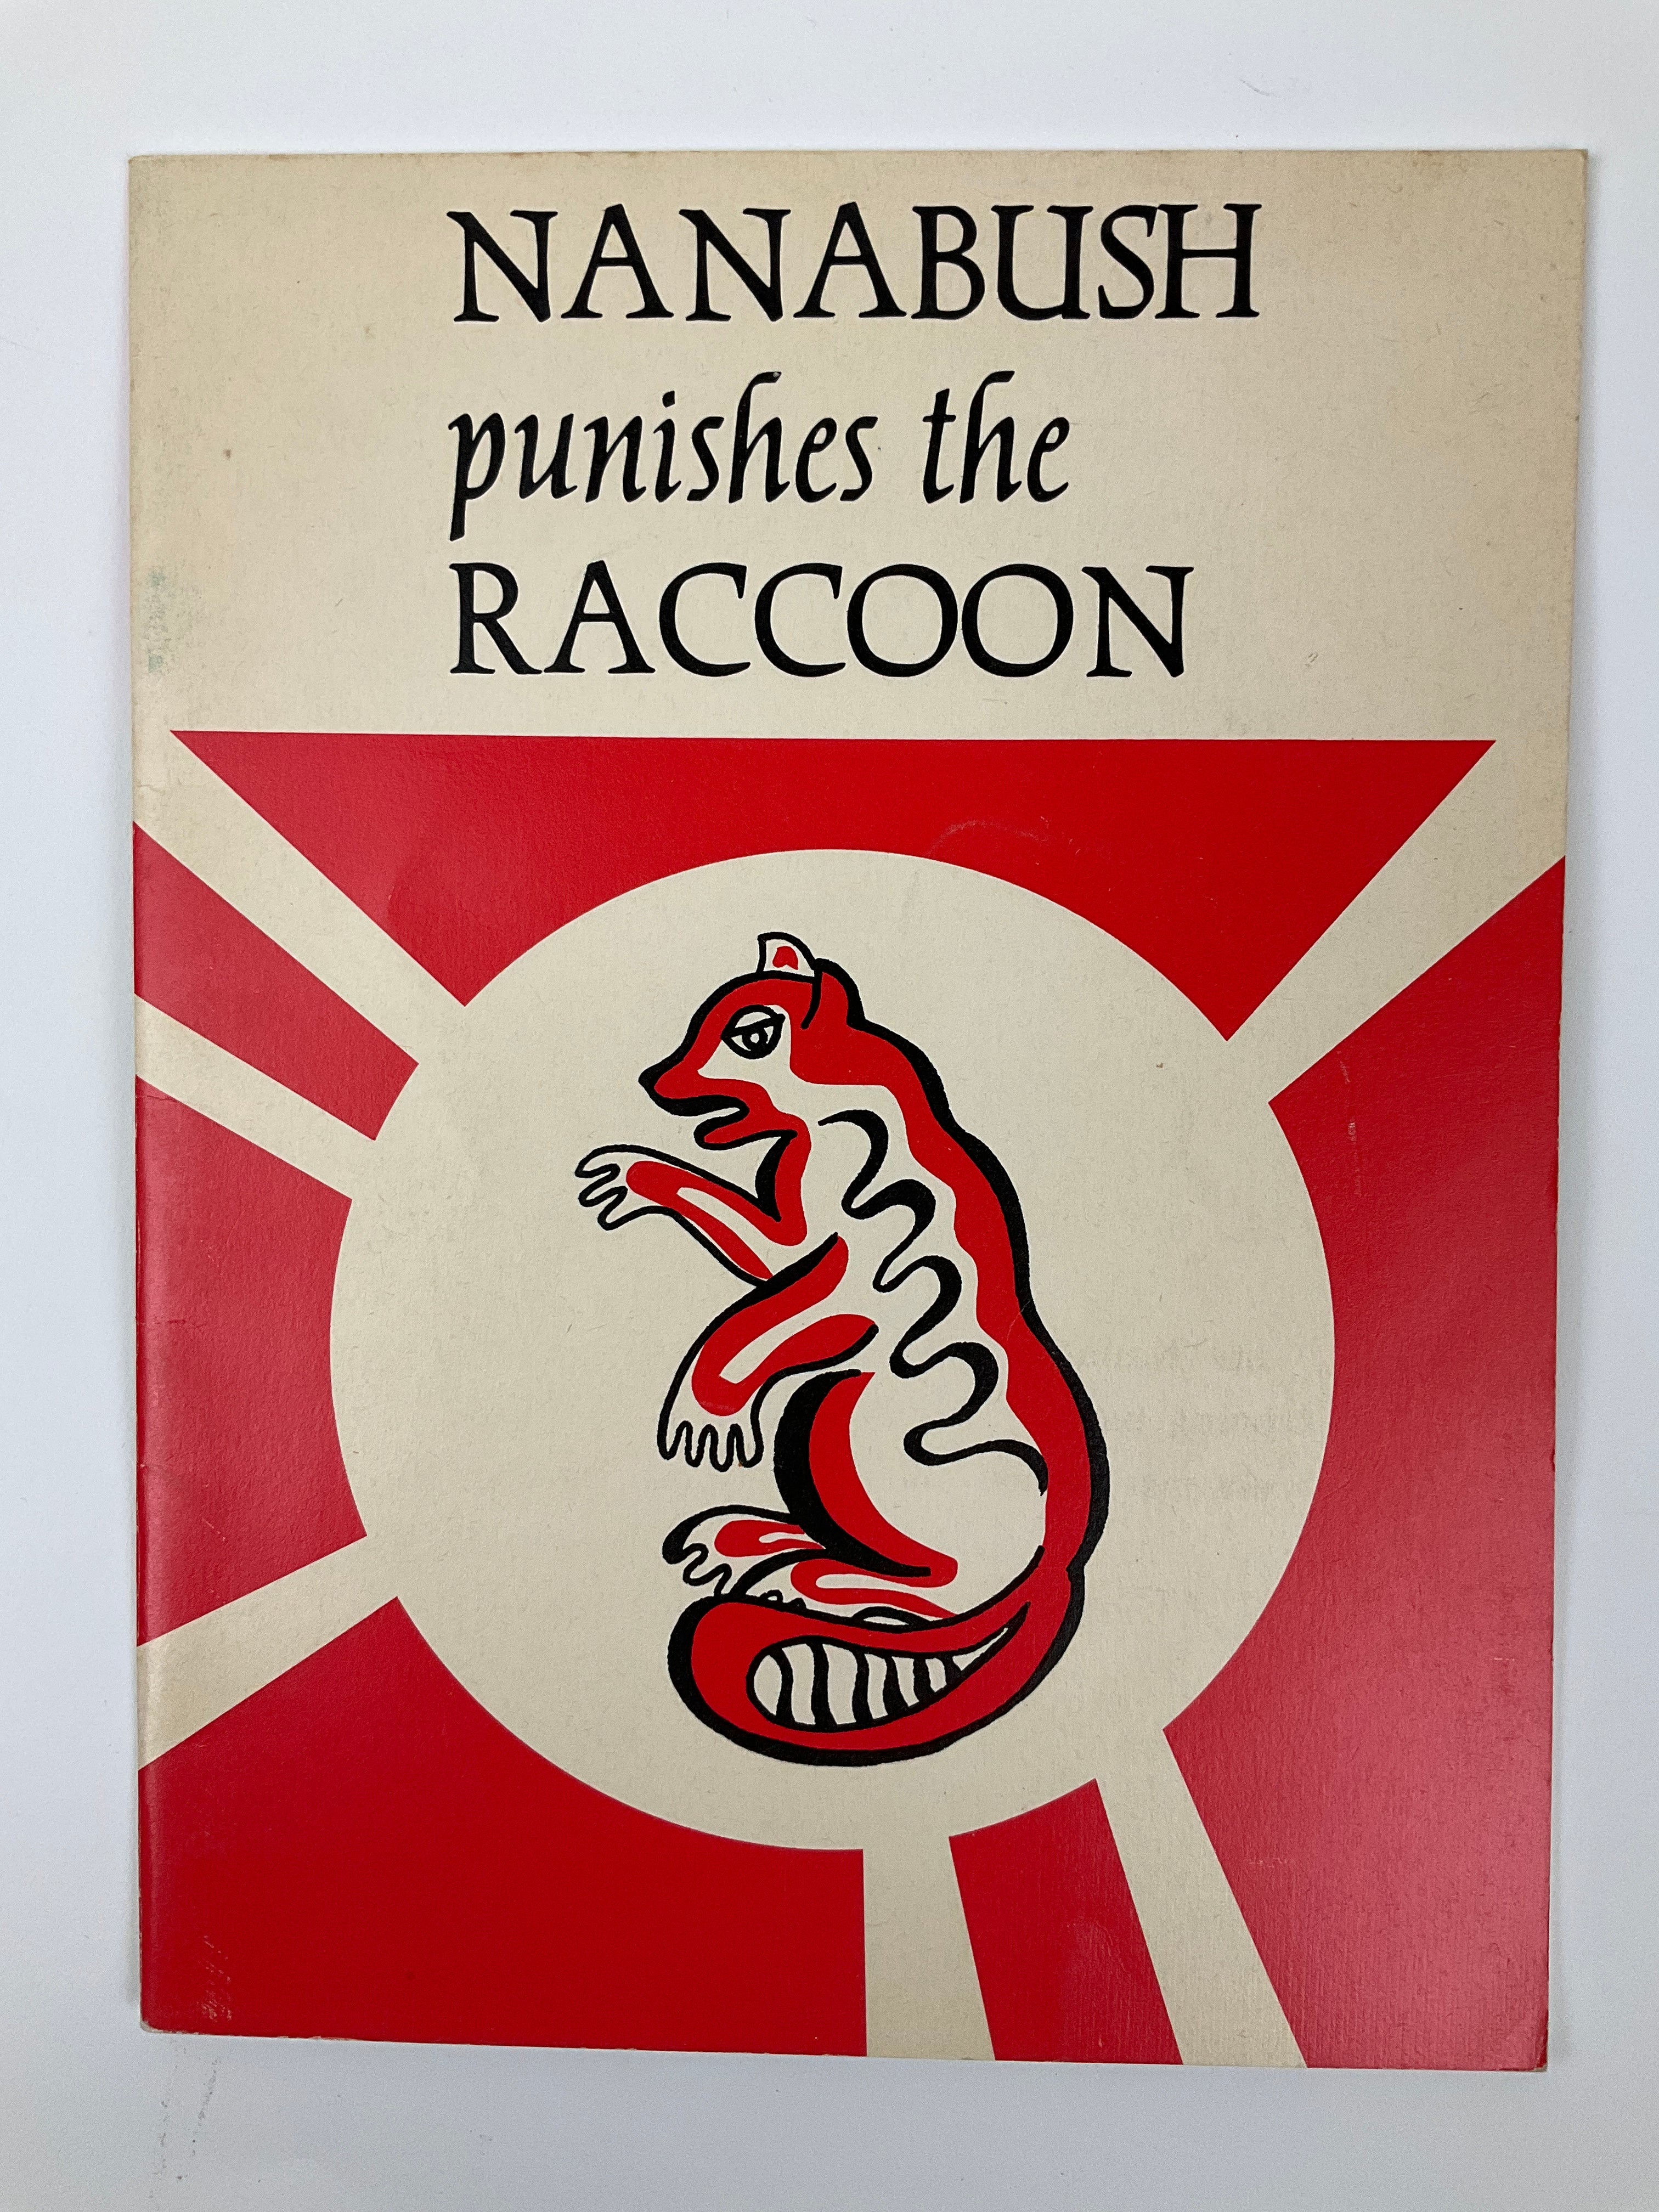 NANABUSH
punishes the
RACCOON